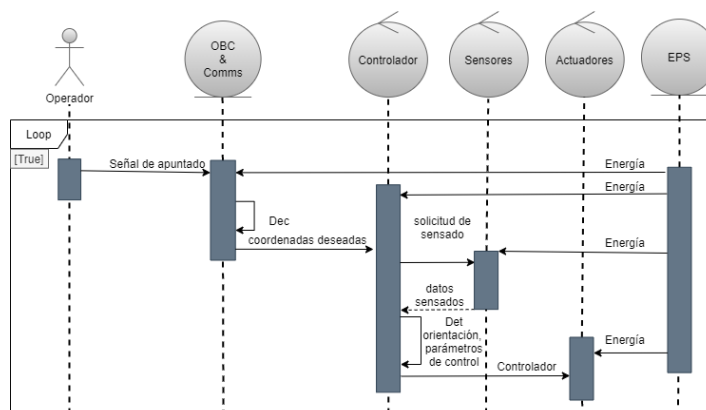 OBC
&
Comms
Controlador
Sensores
Actuadores
EPS
Operador
Loop
[True]
Señal de apuntado
Energía
Energía
Dec
solicitud de
sensado
coordenadas deseadas
Energía
datos
sensados
Det
orientación,
parámetros
de control
Energía
Controlador